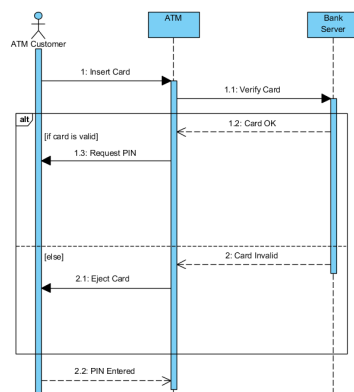 ATM
Bank
Server
ATM Customer
1: Insert Card
1.1: Verify Card
alt
1.2: Card OK
[if card is valid]
1.3: Request PIN
[else]
2: Card Invalid
2.1: Eject Card
2.2: PIN Entered